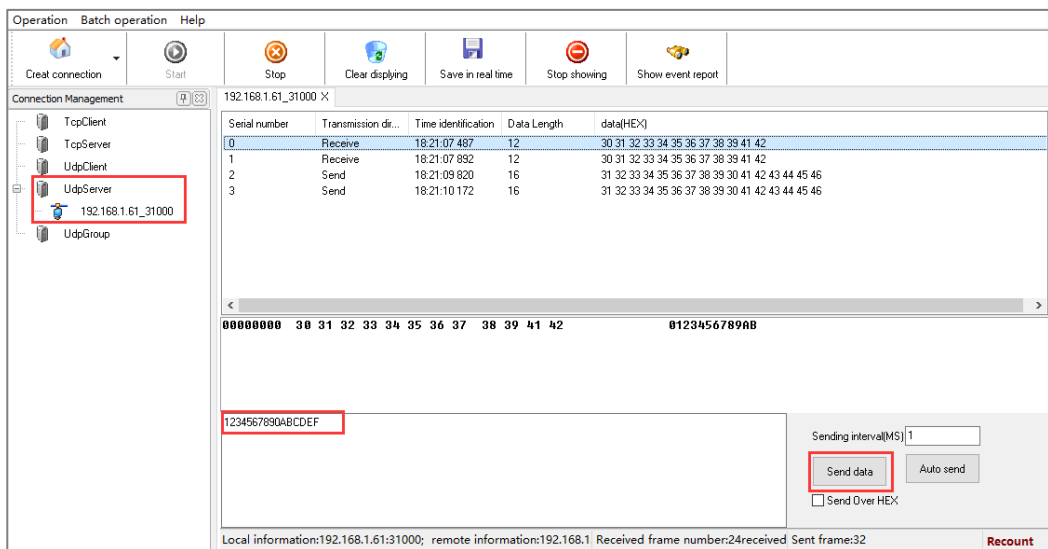 Operation Batch operation Help
Creat connection Start Stop Clear displying Save in real time Stop showing Show event report
Connection Management
TcpClient
TcpServer
UdpClient
UdpServer
192.168.1.61_31000
UdpGroup
192.168.1.61_31000 X
Serial number Transmission dir... Time identification Data Length data(HEX)
0 Receive 18:21:07 487 12 30 31 32 33 34 35 36 37 38 39 41 42
1 Receive 18:21:07 892 12 30 31 32 33 34 35 36 37 38 39 41 42
2 Send 18:21:09 820 16 31 32 33 34 35 36 37 38 39 30 41 42 43 44 45 46
3 Send 18:21:10 172 16 31 32 33 34 35 36 37 38 39 30 41 42 43 44 45 46
00000000 30 31 32 33 34 35 36 37 38 39 41 42 0123456789AB
1234567890ABCDEF
Sending interval(MS) 1
Send data Auto send
Send Over HEX
Local information:192.168.1.61:31000; remote information:192.168.1 Received frame number:24received Sent frame:32 Recount